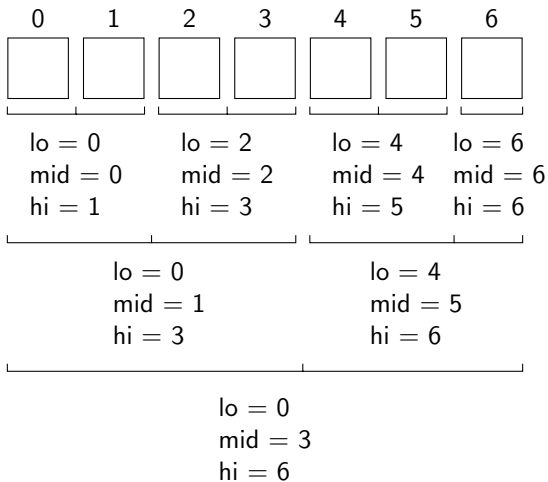 0 1 2 3 4 5 6
lo = 0 lo = 2 lo = 4 lo = 6
mid = 0 mid = 2 mid = 4 mid = 6
hi = 1 hi = 3 hi = 5 hi = 6
lo = 0 lo = 4
mid = 1 mid = 5
hi = 3 hi = 6
lo = 0
mid = 3
hi = 6